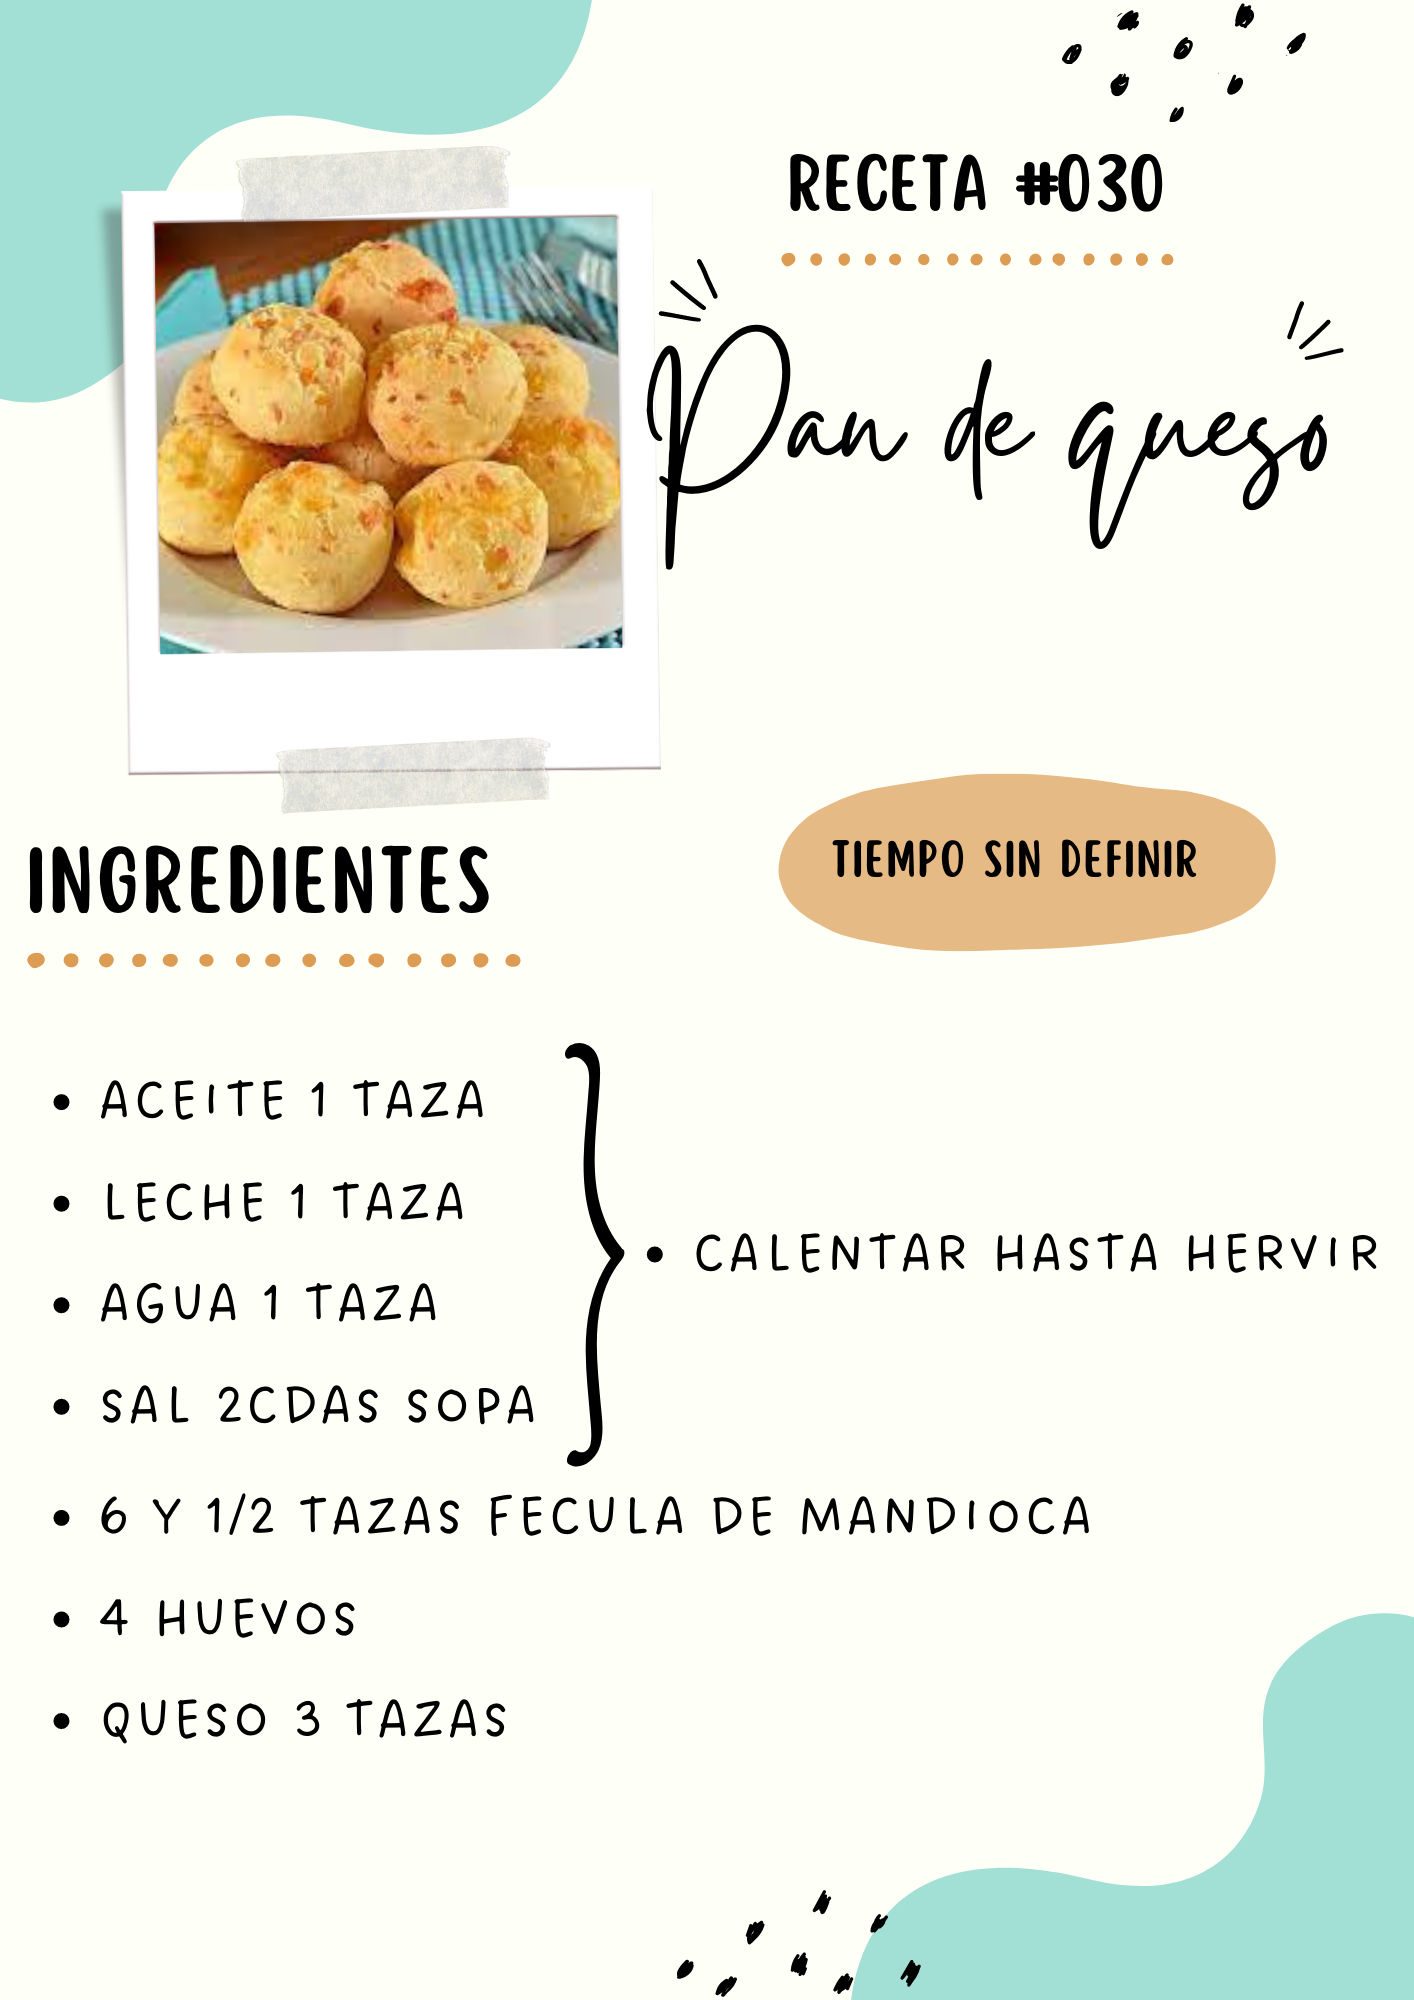 RECETA #030
Pan de queso
TIEMPO SIN DEFINIR
INGREDIENTES
• ACEITE 1 TAZA
• LECHE 1 TAZA
• AGUA 1 TAZA
• SAL 2CDAS SOPA
• CALENTAR HASTA HERVIR
• 6 Y 1/2 TAZAS FECULA DE MANDIOCA
• 4 HUEVOS
• QUESO 3 TAZAS